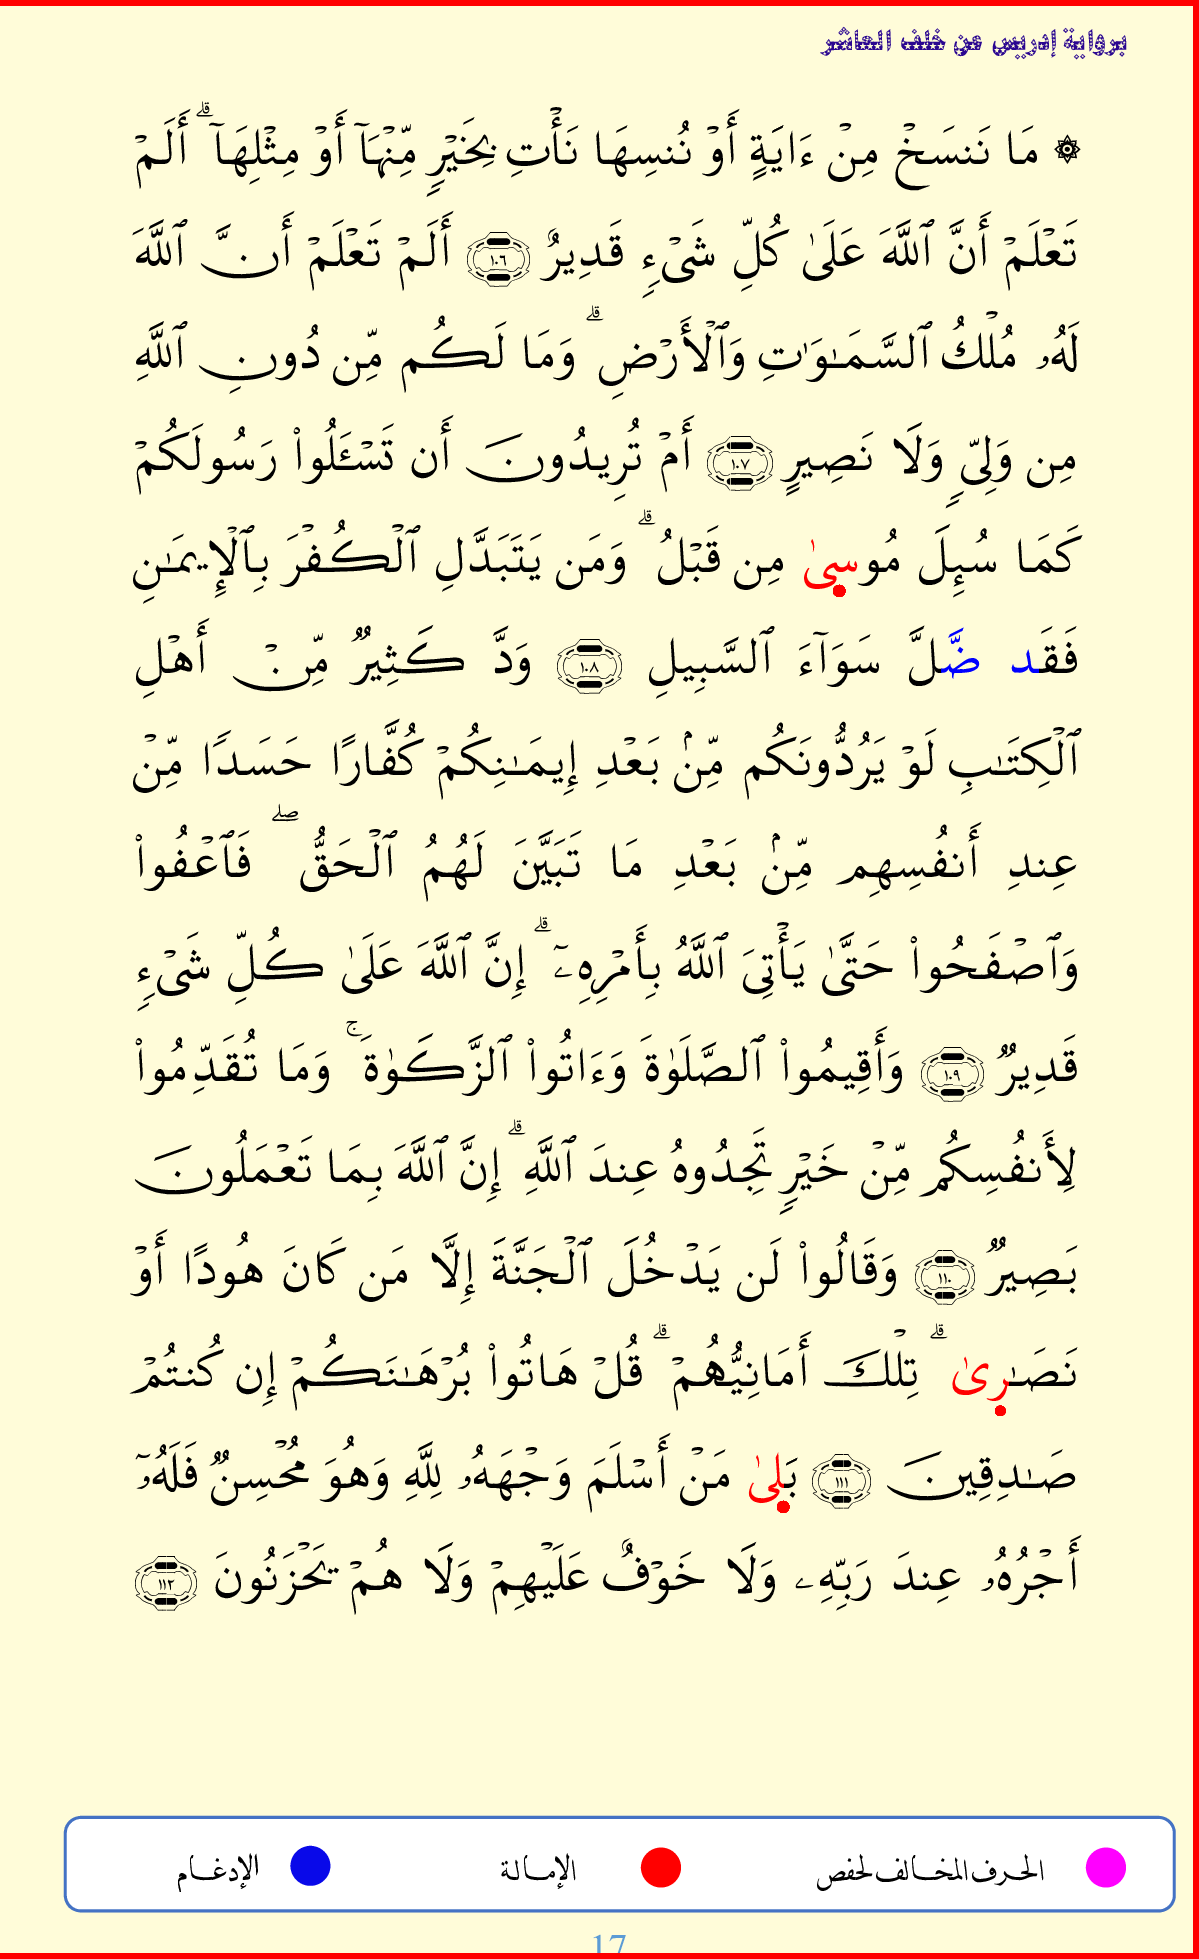 برواية إدريس عن خلف العاشر
۞ مَا نَنسَخۡ مِنۡ ءَايَةٍ أَوۡ نُنسِهَا نَأۡتِ بِخَيۡرٍ مِّنۡهَآ أَوۡ مِثۡلِهَآۗ أَلَمۡ
تَعۡلَمۡ أَنَّ ٱللَّهَ عَلَىٰ كُلِّ شَيۡءٍ قَدِيرٌ ١٠٦ أَلَمۡ تَعۡلَمۡ أَنَّ ٱللَّهَ
لَهُۥ مُلۡكُ ٱلسَّمَٰوَٰتِ وَٱلۡأَرۡضِۗ وَمَا لَكُم مِّن دُونِ ٱللَّهِ
مِن وَلِيّٖ وَلَا نَصِيرٍ ١٠٧ أَمۡ تُرِيدُونَ أَن تَسۡـَٔلُواْ رَسُولَكُمۡ
كَمَا سُئِلَ مُوسىٰ مِن قَبۡلُۗ وَمَن يَتَبَدَّلِ ٱلۡكُفۡرَ بِٱلۡإِيمَٰنِ
فَقَد ضَّلَّ سَوَآءَ ٱلسَّبِيلِ ١٠٨ وَدَّ كَثِيرٞ مِّنۡ أَهۡلِ
ٱلۡكِتَٰبِ لَوۡ يَرُدُّونَكُم مِّنۢ بَعۡدِ إِيمَٰنِكُمۡ كُفَّارًا حَسَدًا مِّنۡ
عِندِ أَنفُسِهِم مِّنۢ بَعۡدِ مَا تَبَيَّنَ لَهُمُ ٱلۡحَقُّۖ فَٱعۡفُواْ
وَٱصۡفَحُواْ حَتَّىٰ يَأۡتِيَ ٱللَّهُ بِأَمۡرِهِۦٓۗ إِنَّ ٱللَّهَ عَلَىٰ كُلِّ شَيۡءٍ
قَدِيرٞ ١٠٩ وَأَقِيمُواْ ٱلصَّلَوٰةَ وَءَاتُواْ ٱلزَّكَوٰةَۚ وَمَا تُقَدِّمُواْ
لِأَنفُسِكُم مِّنۡ خَيۡرٍ تَجِدُوهُ عِندَ ٱللَّهِۗ إِنَّ ٱللَّهَ بِمَا تَعۡمَلُونَ
بَصِيرٞ ١١٠ وَقَالُواْ لَن يَدۡخُلَ ٱلۡجَنَّةَ إِلَّا مَن كَانَ هُودًا أَوۡ
نَصَٰرِىٰۗ تِلۡكَ أَمَانِيُّهُمۡۗ قُلۡ هَاتُواْ بُرۡهَٰنَكُمۡ إِن كُنتُمۡ
صَٰدِقِينَ ١١١ بَلىٰ مَنۡ أَسۡلَمَ وَجۡهَهُۥ لِلَّهِ وَهُوَ مُحۡسِنٞ فَلَهُۥٓ
أَجۡرُهُۥ عِندَ رَبِّهِۦ وَلَا خَوۡفٌ عَلَيۡهِمۡ وَلَا هُمۡ يَحۡزَنُونَ ١١٢
الحرف المخالف لحفص
الإمالة
الإدغام
17